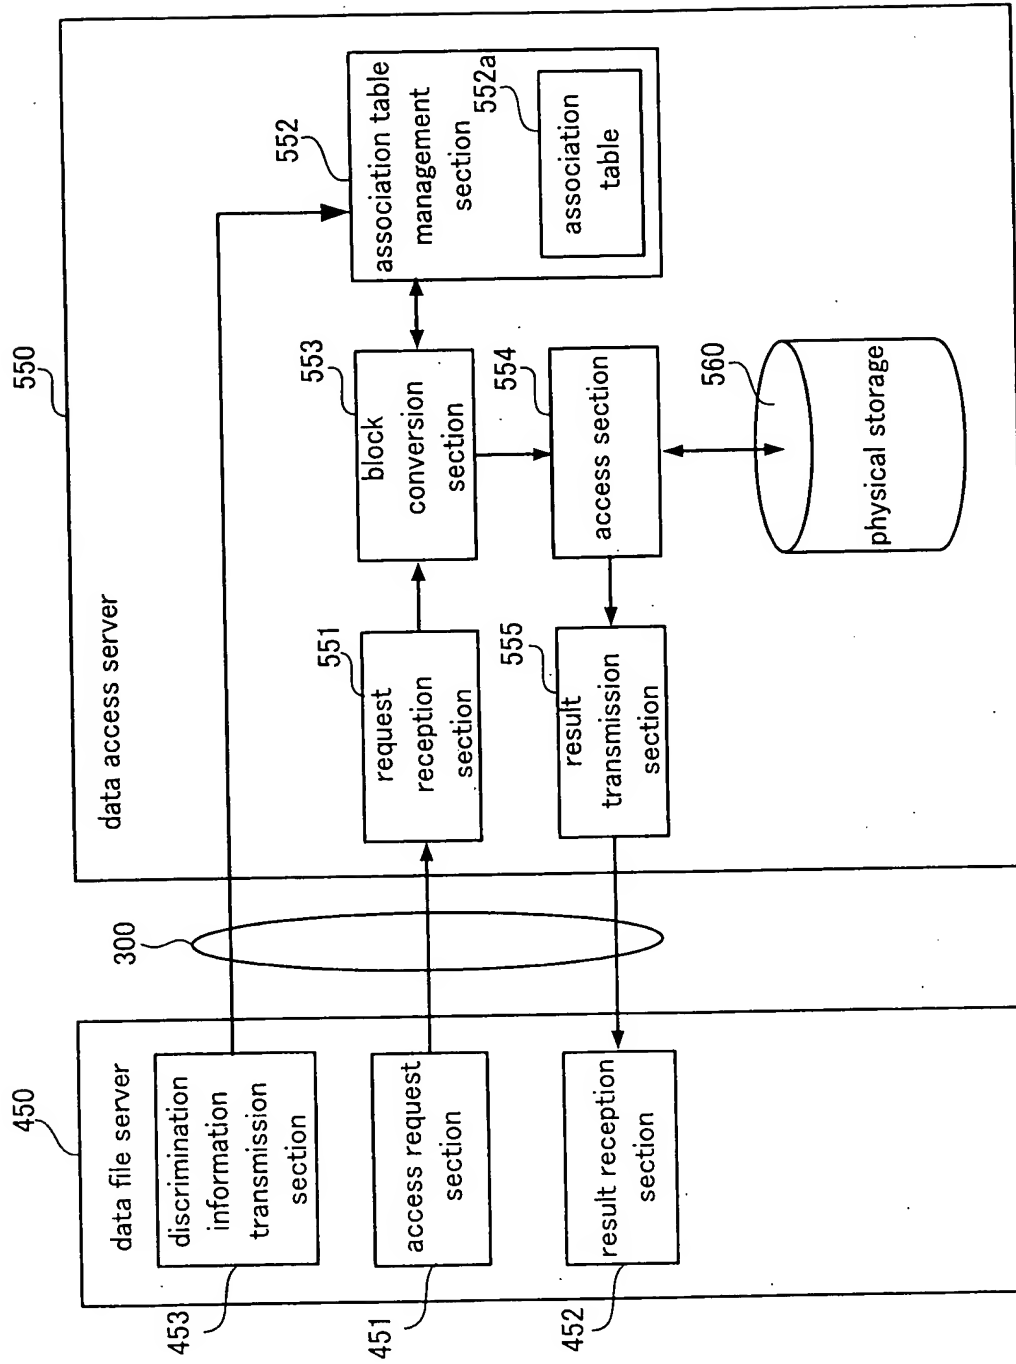 450
data file server
discrimination
information
transmission
section
453
access request
section
451
result reception
section
452
300
550
data access server
request
reception
section
551
block
conversion
section
553
association table
management
section
552
association
table
552a
result
transmission
section
555
access section
554
physical storage
560